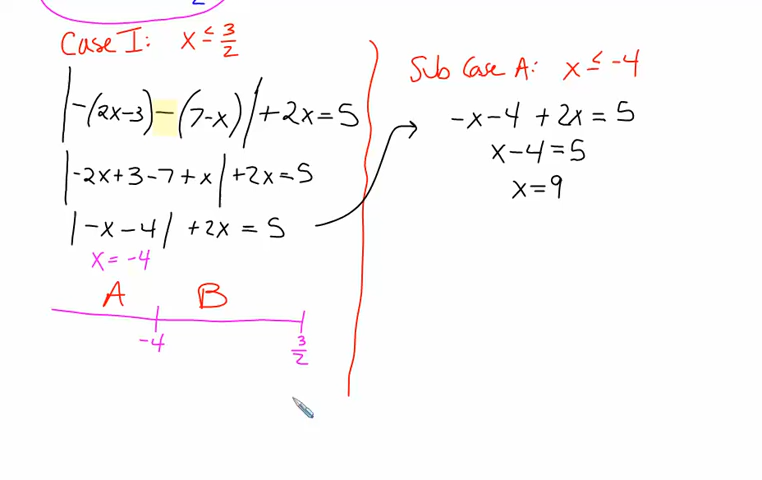 2
Case I: x ≤ 3/2
|-(2x-3) - (7-x)| + 2x = 5
|-2x+3-7+x| + 2x = 5
|-x-4| + 2x = 5
x = -4
A B
-4 3/2
Sub Case A: x ≤ -4
-x-4 + 2x = 5
x-4 = 5
x = 9